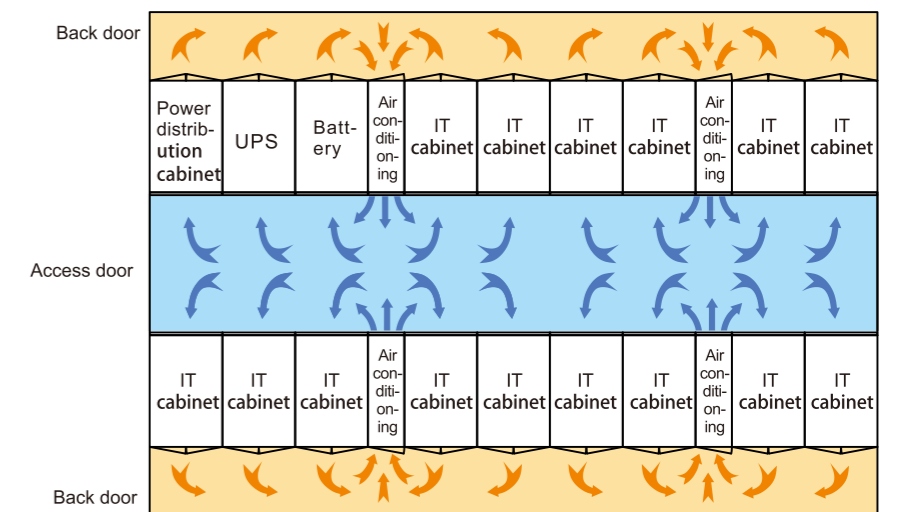 Back door
Power
distrib-
ution
cabinet
UPS
Batt-
ery
Air
con-
diti-
on-
ing
IT
cabinet
IT
cabinet
IT
cabinet
IT
cabinet
Air
con-
diti-
on-
ing
IT
cabinet
IT
cabinet
Access door
IT
cabinet
IT
cabinet
IT
cabinet
Air
con-
diti-
on-
ing
IT
cabinet
IT
cabinet
IT
cabinet
IT
cabinet
Air
con-
diti-
on-
ing
IT
cabinet
IT
cabinet
Back door